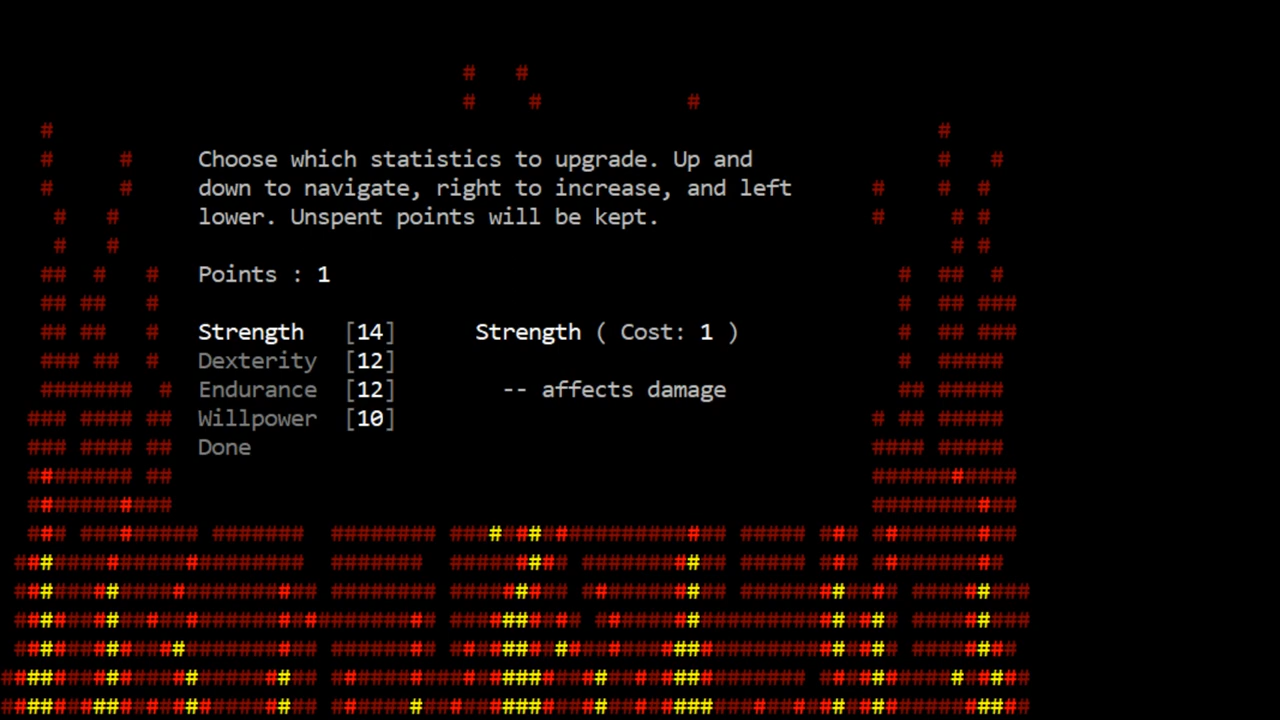 Choose which statistics to upgrade. Up and
down to navigate, right to increase, and left
lower. Unspent points will be kept.
Points : 1
Strength [14] Strength ( Cost: 1 )
Dexterity [12]
Endurance [12] -- affects damage
Willpower [10]
Done